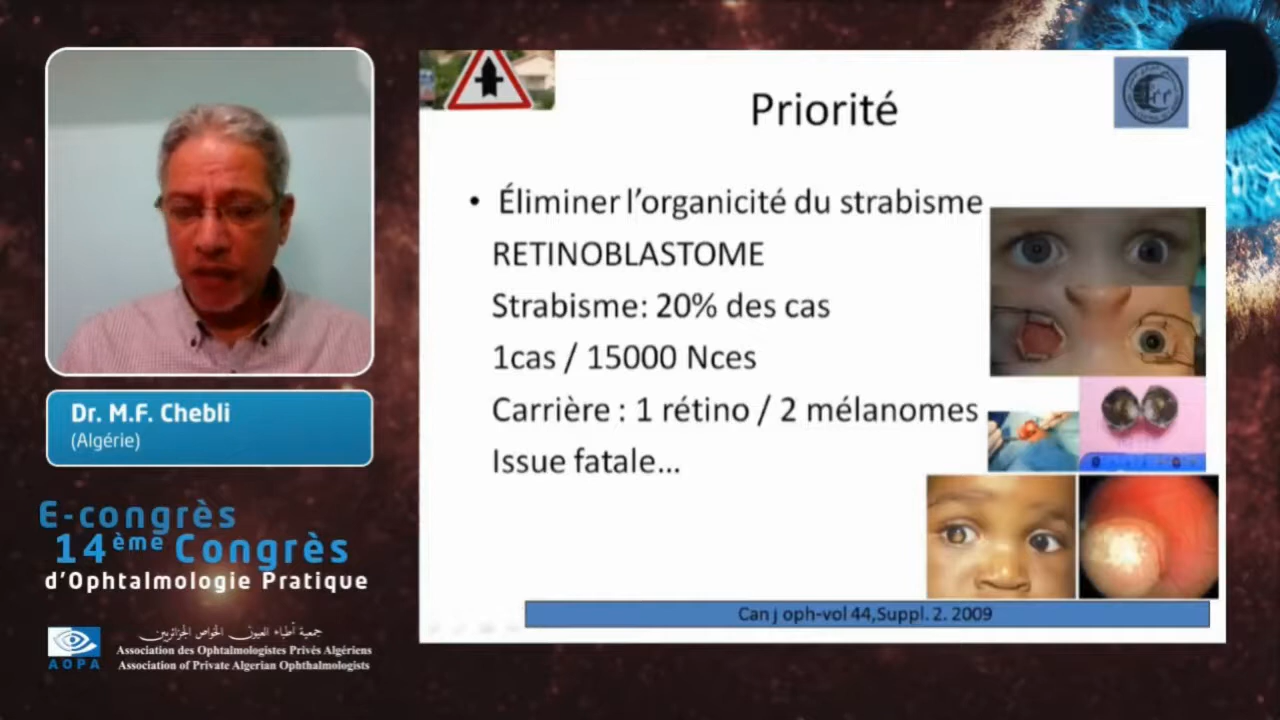 Priorité
• Éliminer l'organicité du strabisme
RETINOBLASTOME
Strabisme: 20% des cas
1cas / 15000 Nces
Carrière : 1 rétino / 2 mélanomes
Issue fatale...
Can j oph-vol 44,Suppl. 2. 2009
Dr. M.F. Chebli
(Algérie)
E-congrès
14ème Congrès
d'Ophtalmologie Pratique
جمعية أطباء العيون الخواص الجزائريين
Association des Ophtalmologistes Privés Algériens
Association of Private Algerian Ophthalmologists
AOPA